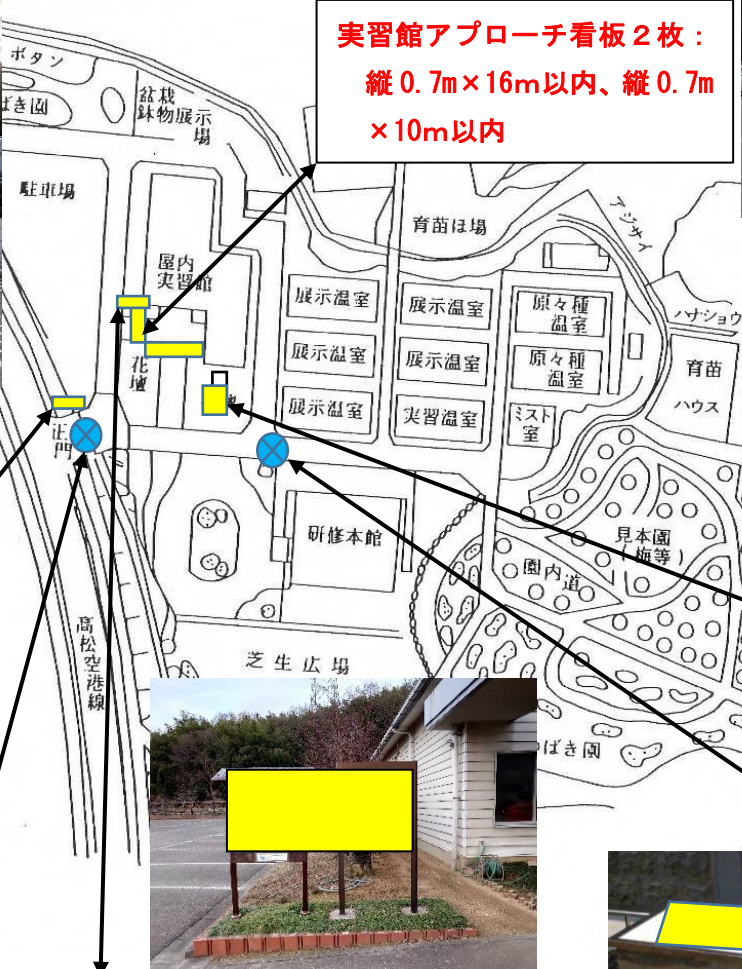 実習館アプローチ看板２枚：
縦0.7m×16m以内、縦0.7m
×10m以内
ボタン
ばき園
盆栽
鉢物展示
場
駐車場
育苗ほ場
アジサイ
屋内
実習館
展示温室
展示温室
原々種
温室
ハナショウ
展示温室
展示温室
原々種
温室
育苗
ハウス
花壇
展示温室
実習温室
ミスト
室
正門
研修本館
見本園
(梅等)
園内道
高松空港線
芝生広場
ばき園